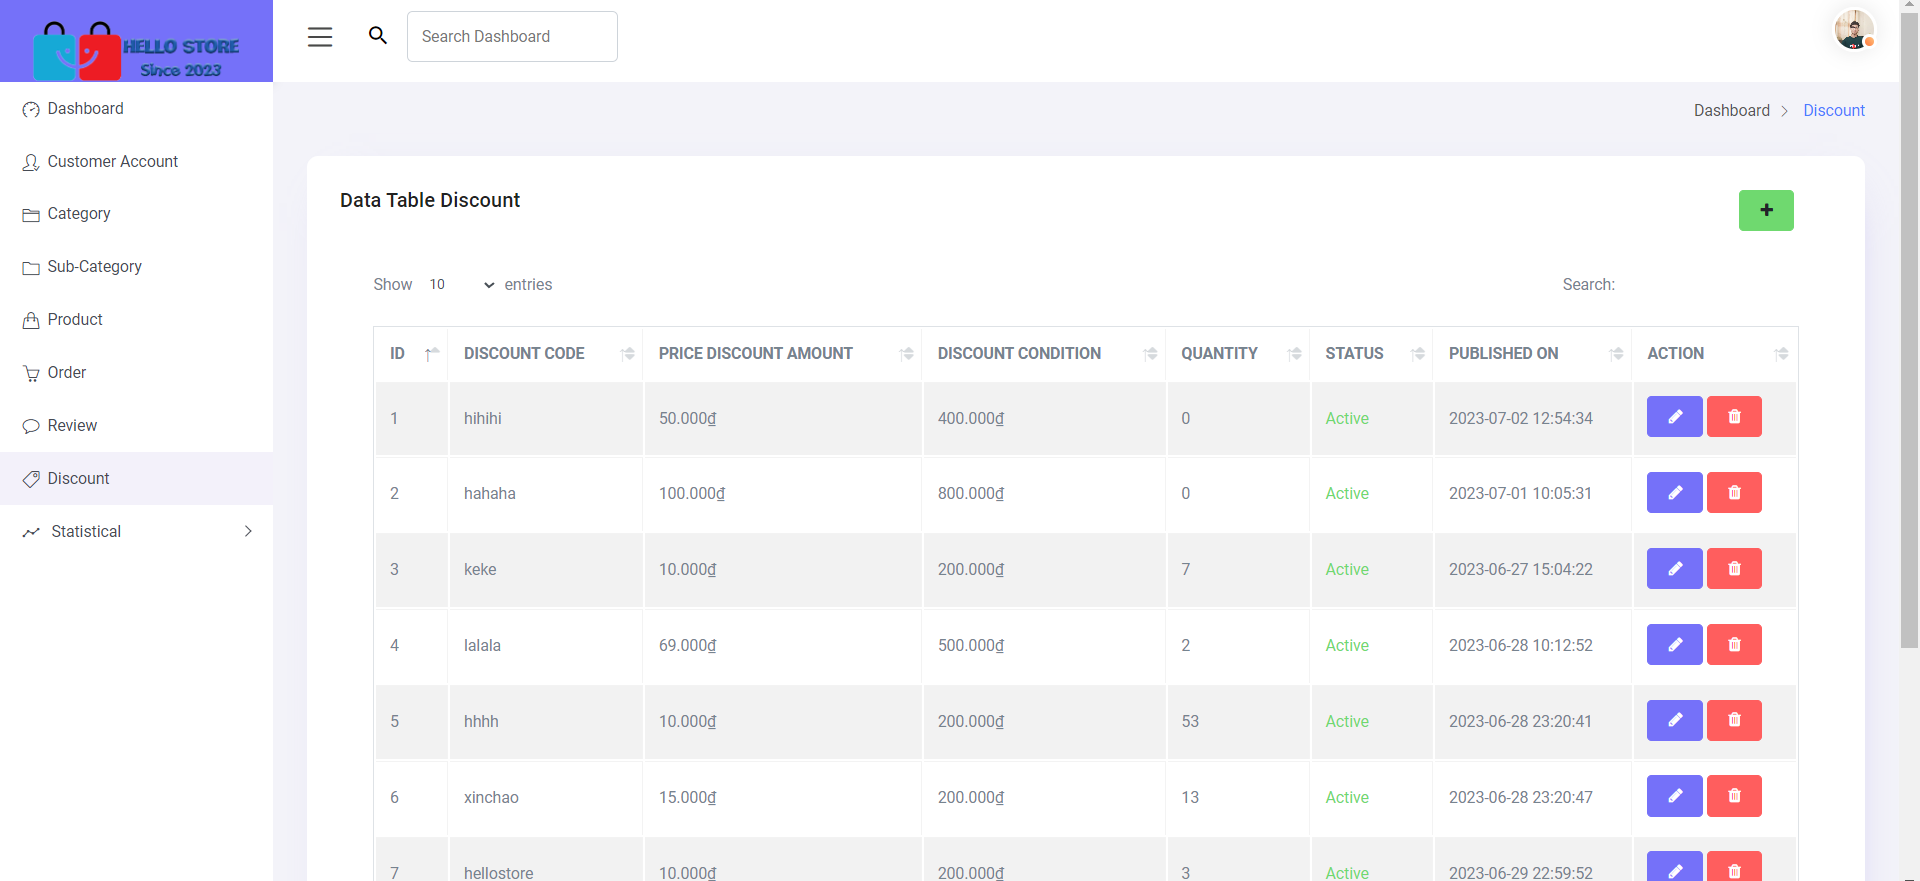 HELLO STORE
Since 2023
Search Dashboard
Dashboard
Customer Account
Category
Sub-Category
Product
Order
Review
Discount
Statistical
Dashboard > Discount
Data Table Discount
+
Show 10 entries
Search:
ID DISCOUNT CODE PRICE DISCOUNT AMOUNT DISCOUNT CONDITION QUANTITY STATUS PUBLISHED ON ACTION
1 hihihi 50.000₫ 400.000₫ 0 Active 2023-07-02 12:54:34
2 hahaha 100.000₫ 800.000₫ 0 Active 2023-07-01 10:05:31
3 keke 10.000₫ 200.000₫ 7 Active 2023-06-27 15:04:22
4 lalala 69.000₫ 500.000₫ 2 Active 2023-06-28 10:12:52
5 hhhh 10.000₫ 200.000₫ 53 Active 2023-06-28 23:20:41
6 xinchao 15.000₫ 200.000₫ 13 Active 2023-06-28 23:20:47
7 hellostore 10.000₫ 200.000₫ 3 Active 2023-06-29 22:59:52